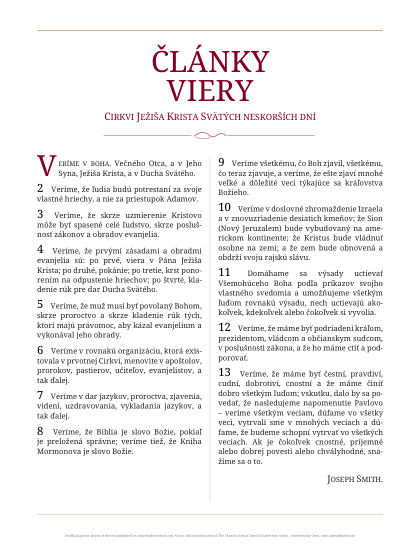 ČLÁNKY
VIERY
Cirkvi Ježiša Krista Svätých neskorších dní
Veríme v boha, Večného Otca, a v Jeho
Syna, Ježiša Krista, a v Ducha Svätého.
2 Veríme, že ľudia budú potrestaní za svoje
vlastné hriechy, a nie za priestupok Adamov.
3 Veríme, že skrze uzmierenie Kristovo
môže byť spasené celé ľudstvo, skrze posluš-
nosť zákonov a obradov evanjelia.
4 Veríme, že prvými zásadami a obradmi
evanjelia sú: po prvé, viera v Pána Ježiša
Krista; po druhé, pokánie; po tretie, krst pono-
rením na odpustenie hriechov; po štvrté, kla-
denie rúk pre dar Ducha Svätého.
5 Veríme, že muž musí byť povolaný Bohom,
skrze proroctvo a skrze kladenie rúk tých,
ktorí majú právomoc, aby kázal evanjelium a
vykonával jeho obrady.
6 Veríme v rovnakú organizáciu, ktorá exis-
tovala v prvotnej Cirkvi, menovite v apoštolov,
prorokov, pastierov, učiteľov, evanjelistov, a
tak ďalej.
7 Veríme v dar jazykov, proroctva, zjavenia,
videní, uzdravovania, vykladania jazykov, a
tak ďalej.
8 Veríme, že Biblia je slovo Božie, pokiaľ
je preložená správne; veríme tiež, že Kniha
Mormonova je slovo Božie.
9 Veríme všetkému, čo Boh zjavil, všetkému,
čo teraz zjavuje, a veríme, že ešte zjaví mnohé
veľké a dôležité veci týkajúce sa kráľovstva
Božieho.
10 Veríme v doslovné zhromaždenie Izraela
a v znovuzriadenie desiatich kmeňov; že Sion
(Nový Jeruzalem) bude vybudovaný na ame-
rickom kontinente; že Kristus bude vládnuť
osobne na zemi; a že zem bude obnovená a
obdrží svoju rajskú slávu.
11 Domáhame sa výsady uctievať
Všemohúceho Boha podľa príkazov svojho
vlastného svedomia a umožňujeme všetkým
ľuďom rovnakú výsadu, nech uctievajú ako-
koľvek, kdekoľvek alebo čokoľvek si vyvolia.
12 Veríme, že máme byť podriadení kráľom,
prezidentom, vládcom a občianskym sudcom,
v poslušnosti zákona, a že ho máme ctiť a pod-
porovať.
13 Veríme, že máme byť čestní, pravdiví,
cudní, dobrotiví, cnostní a že máme činiť
dobro všetkým ľuďom; vskutku, dalo by sa po-
vedať, že nasledujeme napomenutie Pavlovo
– veríme všetkým veciam, dúfame vo všetky
veci, vytrvali sme v mnohých veciach a dú-
fame, že budeme schopní vytrvať vo všetkých
veciach. Ak je čokoľvek cnostné, príjemné
alebo dobrej povesti alebo chvályhodné, sna-
žíme sa o to.
Joseph Smith.